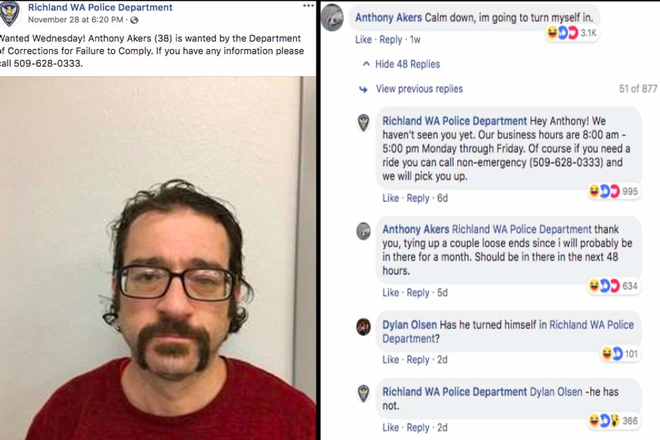 Richland WA Police Department
November 28 at 6:20 PM ·
Wanted Wednesday! Anthony Akers (38) is wanted by the Department
of Corrections for Failure to Comply. If you have any information please
call 509-628-0333.
Anthony Akers Calm down, im going to turn myself in.
3.1K
Like · Reply · 1w
Hide 48 Replies
View previous replies
51 of 877
Richland WA Police Department Hey Anthony! We
haven't seen you yet. Our business hours are 8:00 am -
5:00 pm Monday through Friday. Of course if you need a
ride you can call non-emergency (509-628-0333) and
we will pick you up.
995
Like · Reply · 6d
Anthony Akers Richland WA Police Department thank
you, tying up a couple loose ends since i will probably be
in there for a month. Should be in there in the next 48
hours.
634
Like · Reply · 5d
Dylan Olsen Has he turned himself in Richland WA Police
Department?
101
Like · Reply · 2d
Richland WA Police Department Dylan Olsen -he has
not.
366
Like · Reply · 2d